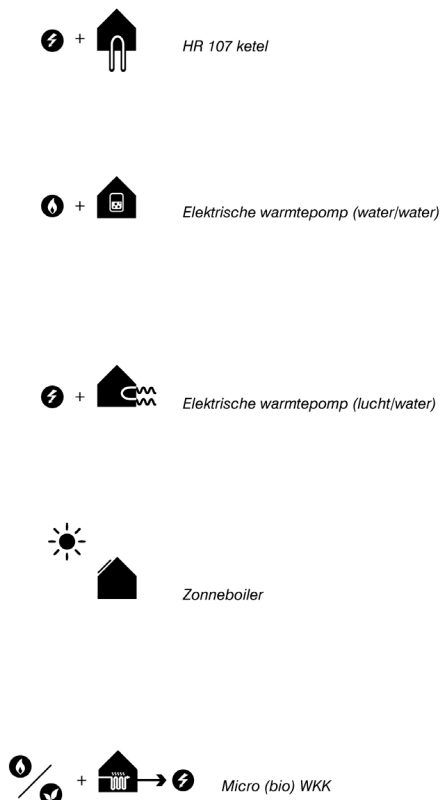 + HR 107 ketel
+ Elektrische warmtepomp (water/water)
+ Elektrische warmtepomp (lucht/water)
Zonneboiler
+ Micro (bio) WKK